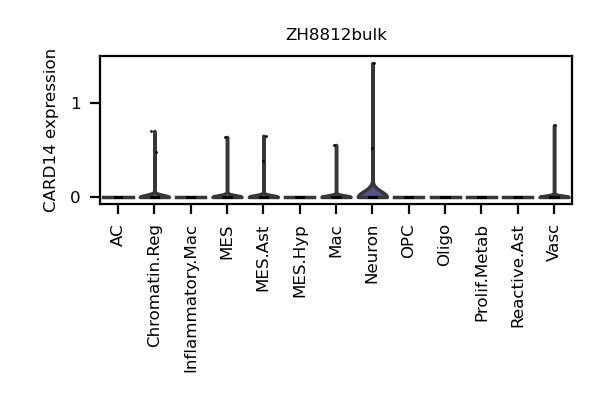 ZH8812bulk
CARD14 expression
1
0
AC
Chromatin.Reg
Inflammatory.Mac
MES
MES.Ast
MES.Hyp
Mac
Neuron
OPC
Oligo
Prolif.Metab
Reactive.Ast
Vasc